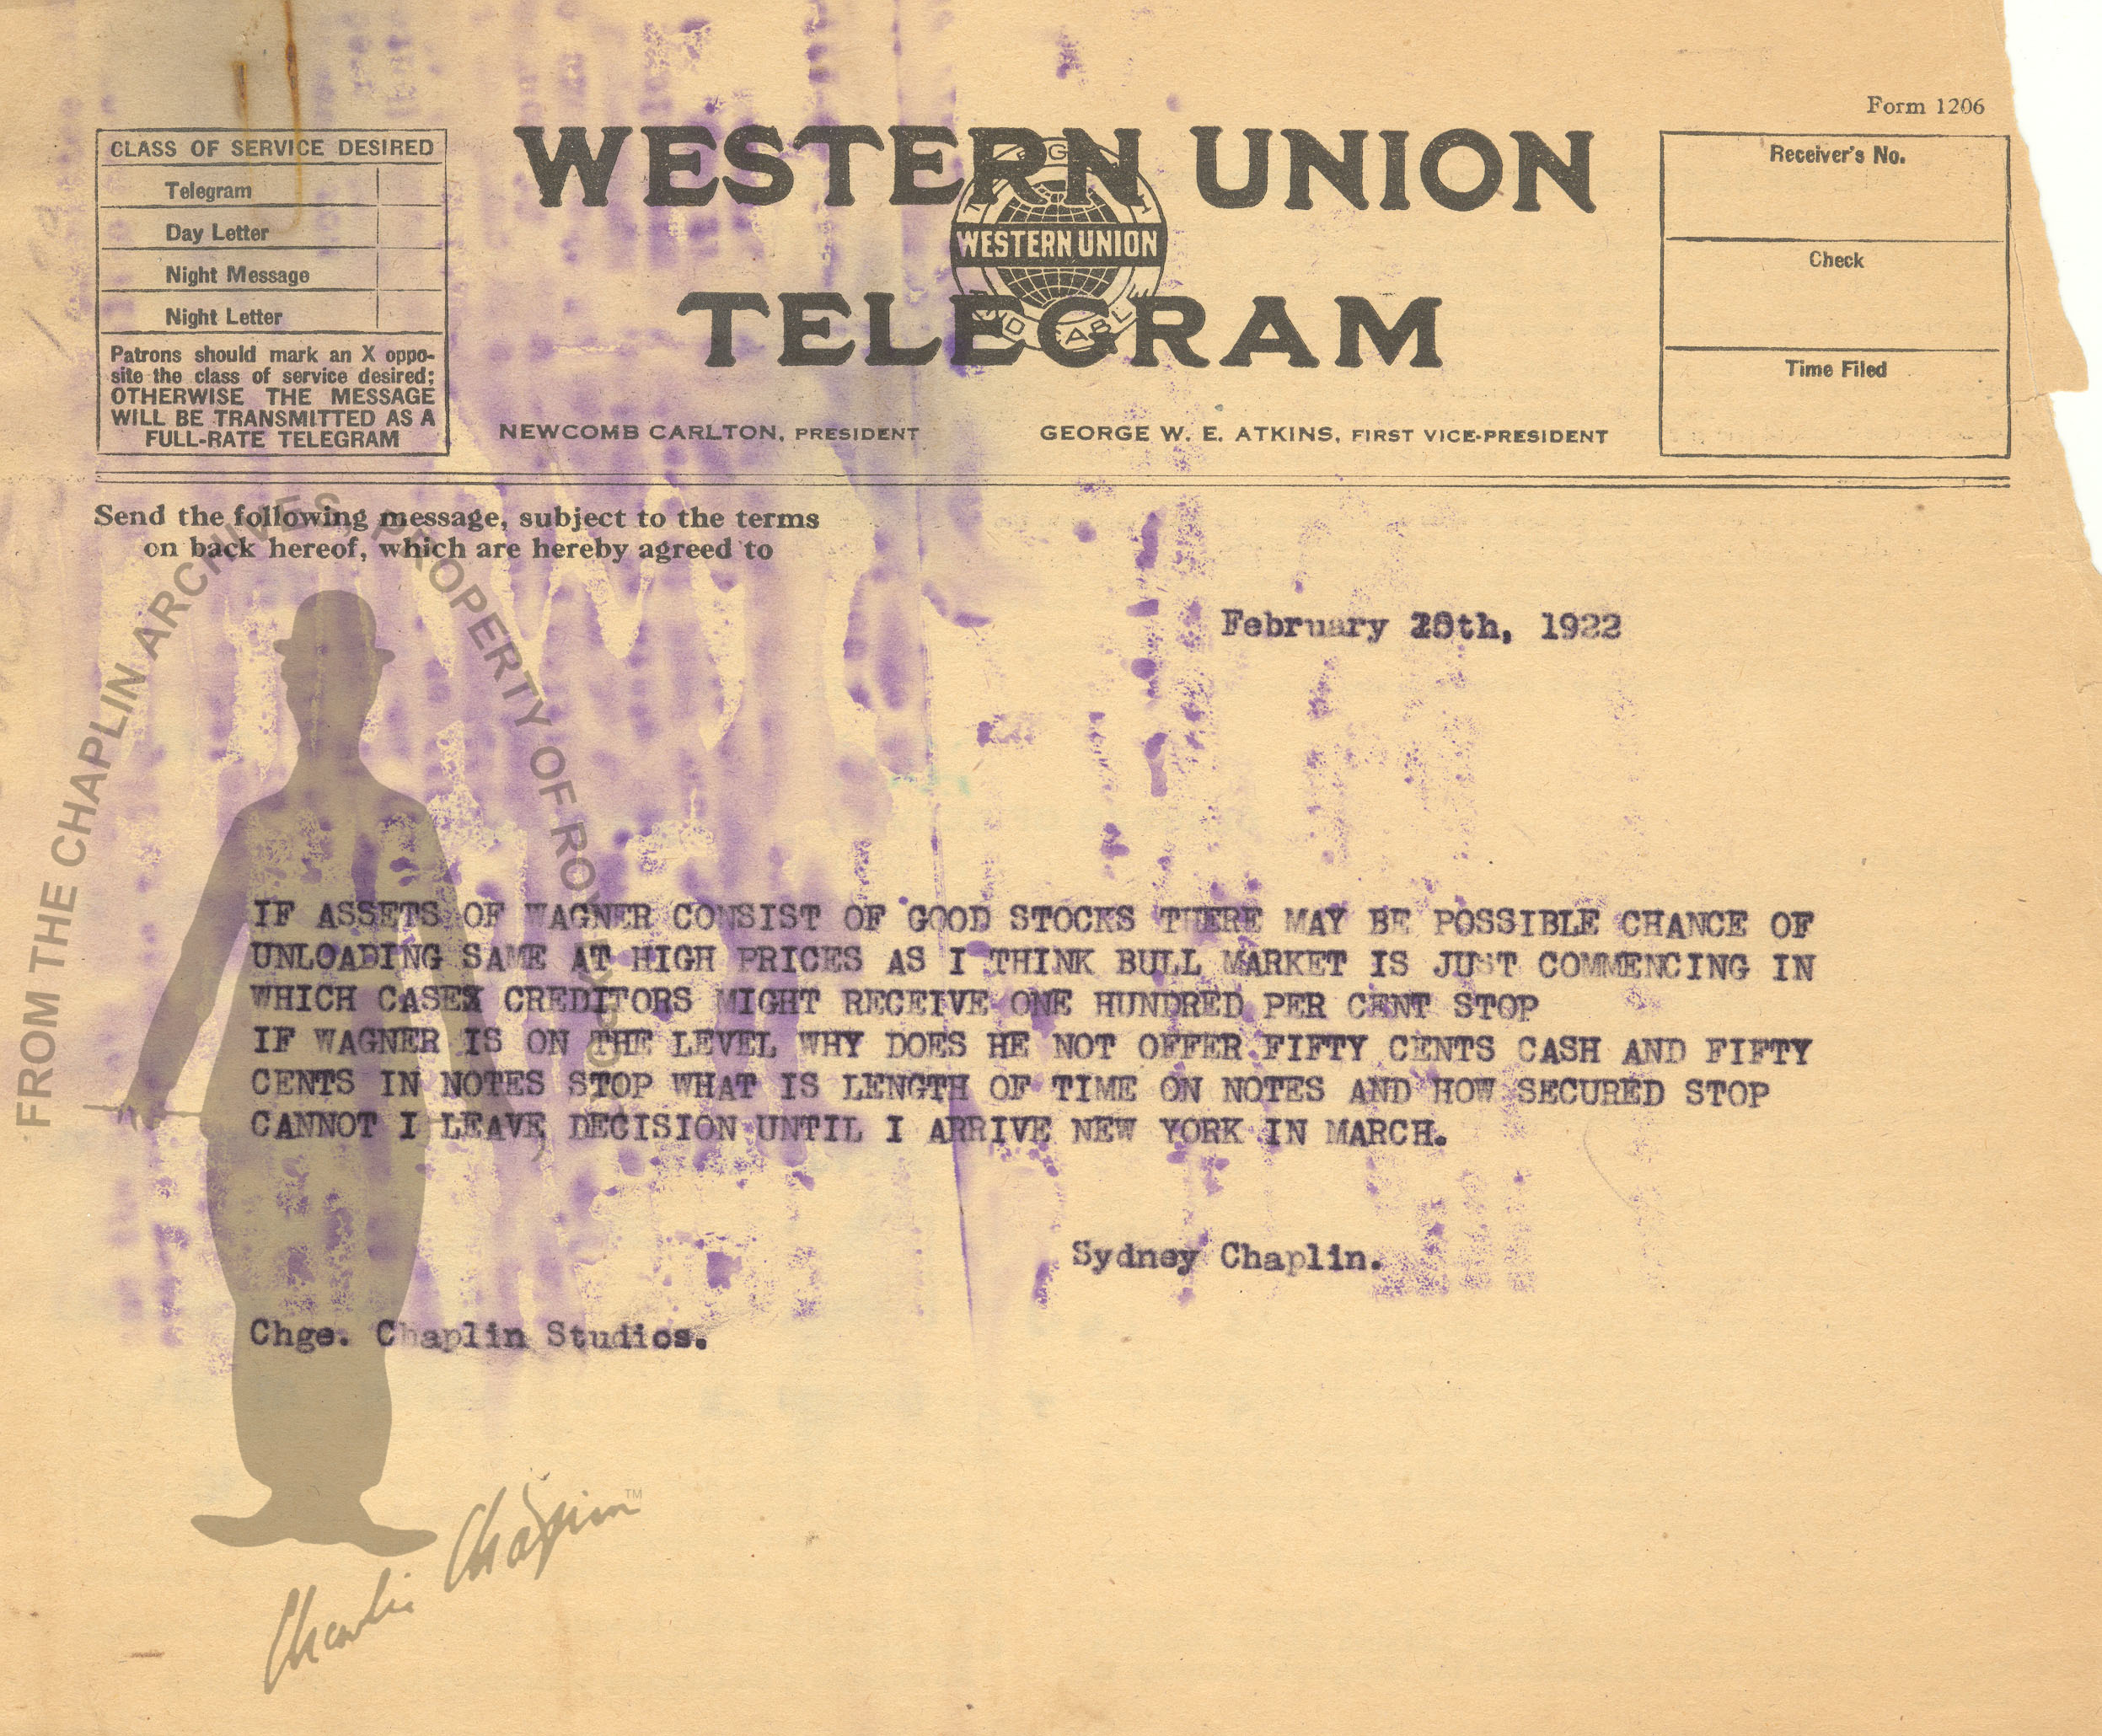 Form 1206
CLASS OF SERVICE DESIRED
Telegram
Day Letter
Night Message
Night Letter
Patrons should mark an X oppo-
site the class of service desired;
OTHERWISE THE MESSAGE
WILL BE TRANSMITTED AS A
FULL-RATE TELEGRAM
WESTERN UNION
WESTERN UNION
TELEGRAM
NEWCOMB CARLTON, PRESIDENT
GEORGE W. E. ATKINS, FIRST VICE-PRESIDENT
Receiver's No.
Check
Time Filed
Send the following message, subject to the terms
on back hereof, which are hereby agreed to
February 28th, 1922
IF ASSETS OF WAGNER CONSIST OF GOOD STOCKS THERE MAY BE POSSIBLE CHANCE OF
UNLOADING SAME AT HIGH PRICES AS I THINK BULL MARKET IS JUST COMMENCING IN
WHICH CASEX CREDITORS MIGHT RECEIVE ONE HUNDRED PER CENT STOP
IF WAGNER IS ON THE LEVEL WHY DOES HE NOT OFFER FIFTY CENTS CASH AND FIFTY
CENTS IN NOTES STOP WHAT IS LENGTH OF TIME ON NOTES AND HOW SECURED STOP
CANNOT I LEAVE DECISION UNTIL I ARRIVE NEW YORK IN MARCH.
Sydney Chaplin.
Chge. Chaplin Studios.
FROM THE CHAPLIN ARCHIVES, PROPERTY OF
Charlie Chaplin TM